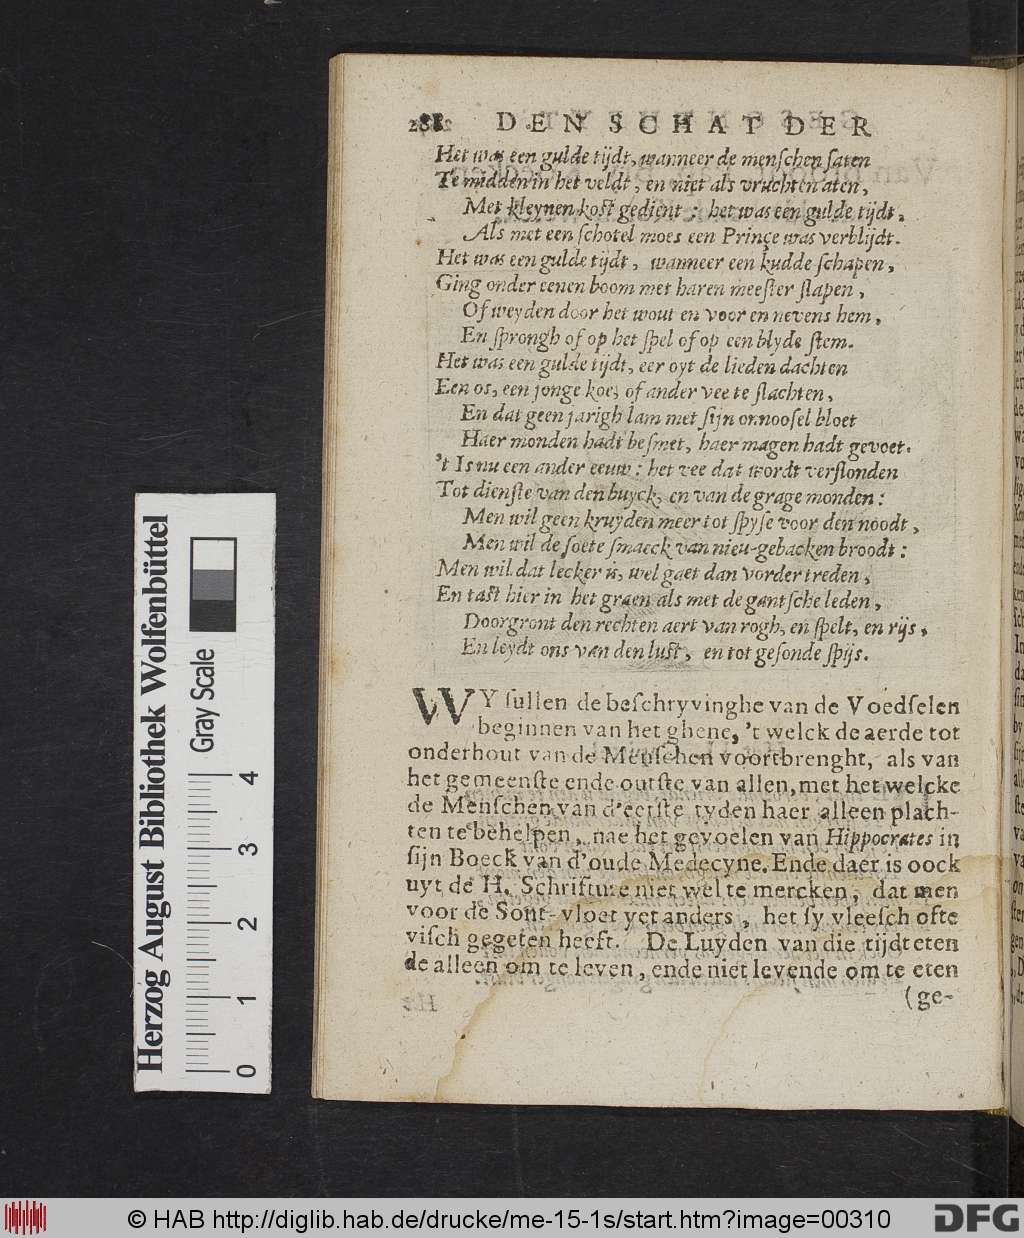 DEN SCHAT DER
Het was een gulde tijdt, wanneer de menschen saten
Te midden in het veldt, en niet als vruchten aten,
Met kleynen kost gedient: het was een gulde tijdt,
Als met een schotel moes een Prince was verblijdt.
Het was een gulde tijdt, wanneer een kudde schapen,
Ging onder eenen boom met haren meester slapen,
Of weyden door het wout en voor en nevens hem,
En sprongh of op het spel of op een blyde stem.
Het was een gulde tijdt, eer oyt de lieden dachten
Een os, een jonge koe, of ander vee te slachten,
En dat geen jarigh lam met sijn onnoosel bloet
Haer monden hadt besmet, haer magen hadt gevoet.
't Is nu een ander eeuw: het vee dat wordt verslonden
Tot dienste van den buyck, en van de grage monden:
Men wil geen kruyden meer tot spyse voor den noodt,
Men wil de soete smaeck van nieu-gebacken broodt:
Men wil dat lecker is, wel gaet dan vorder treden,
En tast hier in het graen als met de gantsche leden,
Doorgront den rechten aert van rogh, en spelt, en rijs,
En leydt ons van den lust, en tot gesonde spijs.
WY sullen de beschryvinghe van de Voedselen
beginnen van het ghene, 't welck de aerde tot
onderhout van de Menschen voortbrenght, als van
het gemeenste ende outste van allen, met het welcke
de Menschen van d'eerste tyden haer alleen plach-
ten te behelpen, nae het gevoelen van Hippocrates in
sijn Boeck van d'oude Medecyne. Ende daer is oock
uyt de H. Schrifture niet wel te mercken, dat men
voor de Sont-vloet yet anders, het sy vleesch ofte
visch gegeten heeft. De Luyden van die tijdt eten
de alleen om te leven, ende niet levende om te eten
(ge-
Herzog August Bibliothek Wolfenbüttel
Gray Scale
0 1 2 3 4
© HAB http://diglib.hab.de/drucke/me-15-1s/start.htm?image=00310
DFG